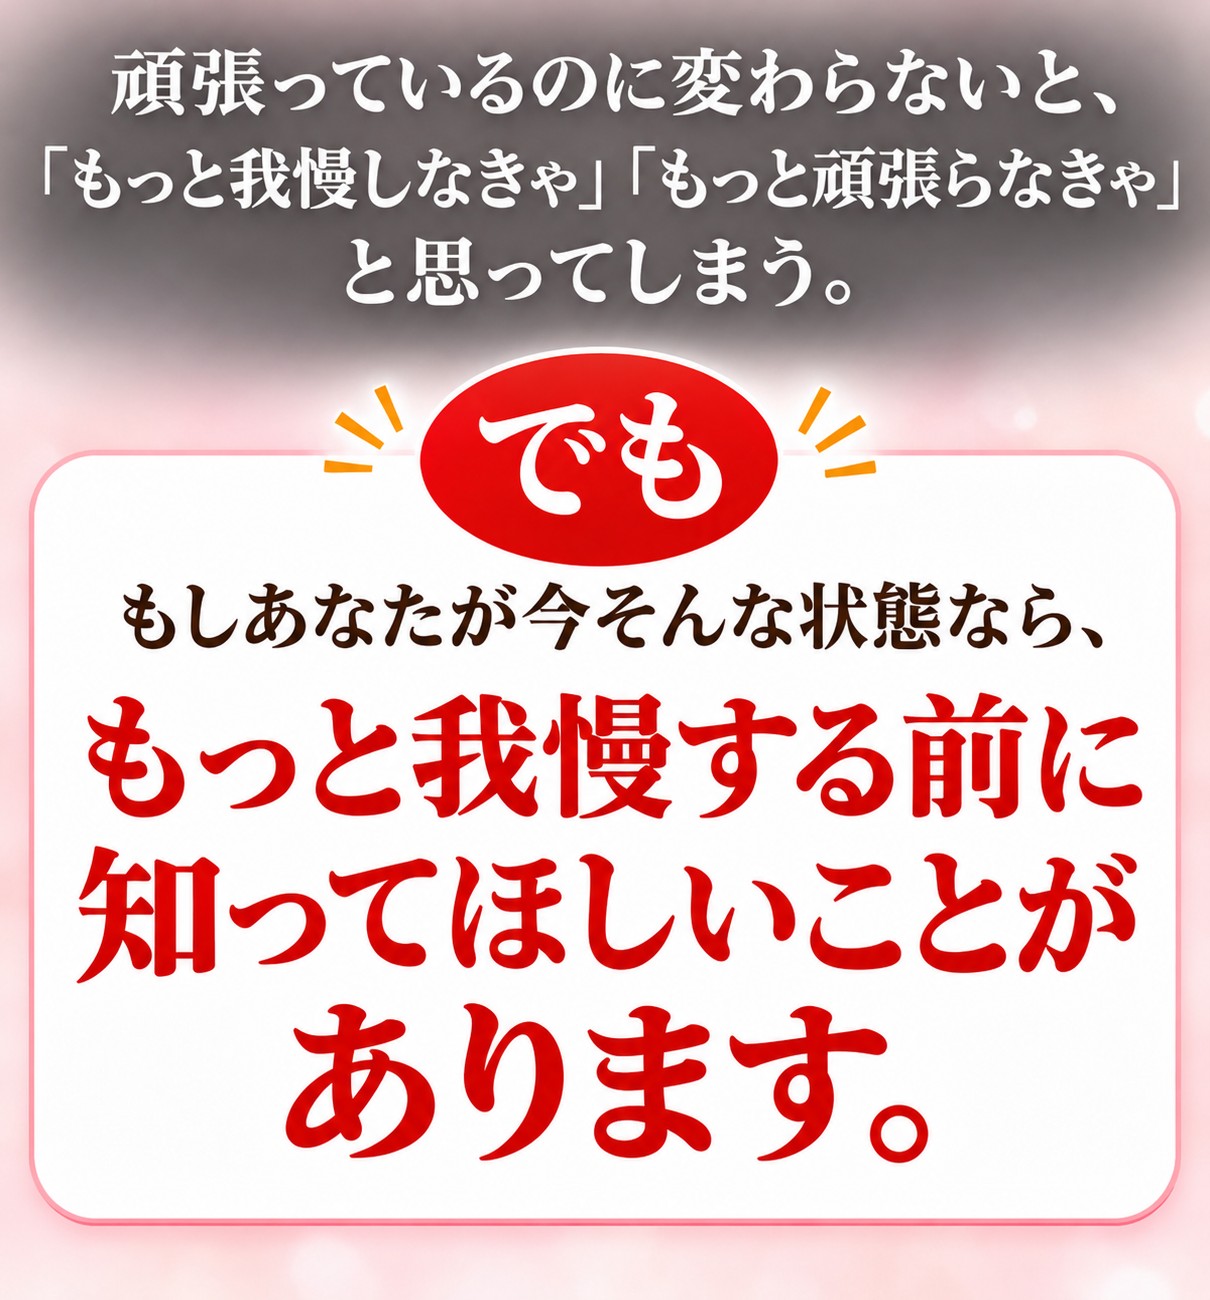 頑張っているのに変わらないと、
「もっと我慢しなきゃ」「もっと頑張らなきゃ」
と思ってしまう。
でも
もしあなたが今そんな状態なら、
もっと我慢する前に
知ってほしいことが
あります。